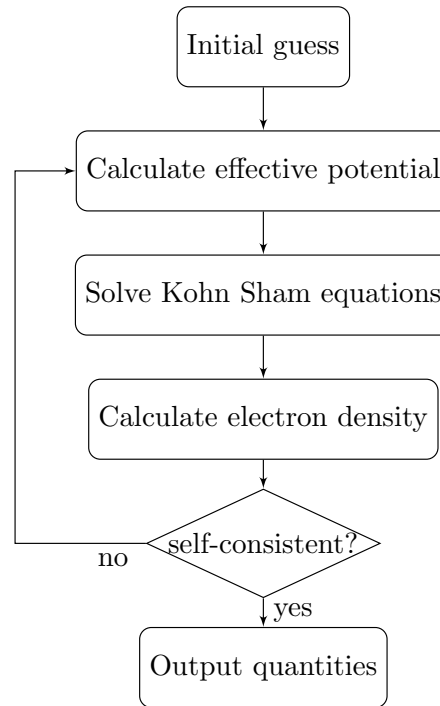 Initial guess
Calculate effective potential
Solve Kohn Sham equations
Calculate electron density
self-consistent?
no
yes
Output quantities